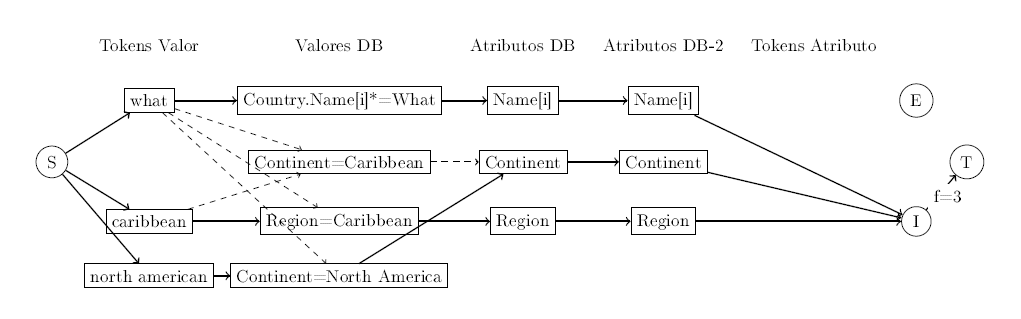 Tokens Valor Valores DB Atributos DB Atributos DB-2 Tokens Atributo
what Country.Name[i]*=What Name[i] Name[i] E
S Continent=Caribbean Continent Continent T
f=3
caribbean Region=Caribbean Region Region I
north american Continent=North America